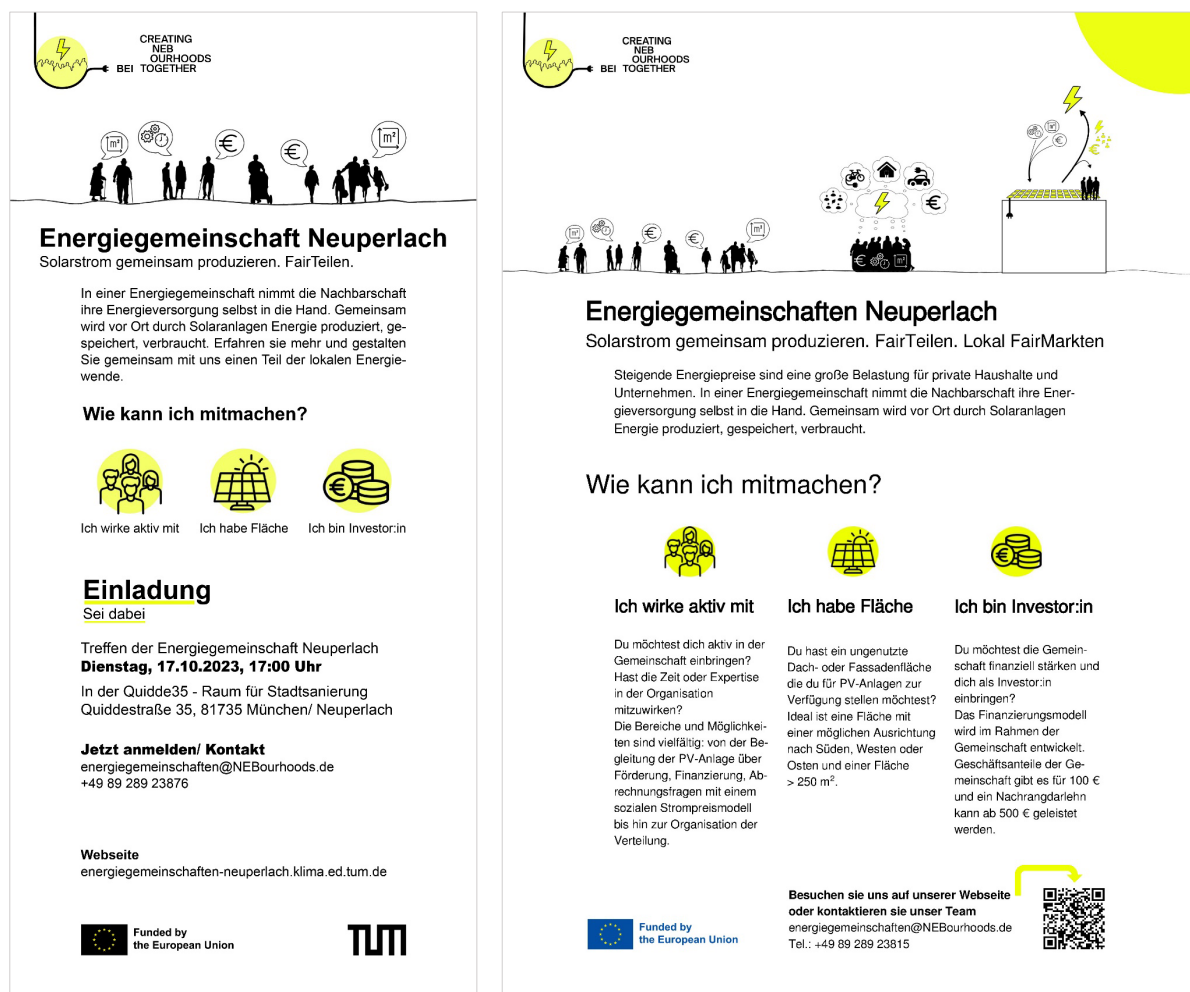 CREATING
NEB
OURHOODS
BEI TOGETHER
m²
€
€
m²
Energiegemeinschaft Neuperlach
Solarstrom gemeinsam produzieren. FairTeilen.
In einer Energiegemeinschaft nimmt die Nachbarschaft
ihre Energieversorgung selbst in die Hand. Gemeinsam
wird vor Ort durch Solaranlagen Energie produziert, ge-
speichert, verbraucht. Erfahren sie mehr und gestalten
Sie gemeinsam mit uns einen Teil der lokalen Energie-
wende.
Wie kann ich mitmachen?
€
Ich wirke aktiv mit Ich habe Fläche Ich bin Investor:in
Einladung
Sei dabei
Treffen der Energiegemeinschaft Neuperlach
Dienstag, 17.10.2023, 17:00 Uhr
In der Quidde35 - Raum für Stadtsanierung
Quiddestraße 35, 81735 München/ Neuperlach
Jetzt anmelden/ Kontakt
energiegemeinschaften@NEBourhoods.de
+49 89 289 23876
Webseite
energiegemeinschaften-neuperlach.klima.ed.tum.de
Funded by
the European Union
TUM
CREATING
NEB
OURHOODS
BEI TOGETHER
m²
€
€
m²
€
€
m²
m²
€
€
Energiegemeinschaften Neuperlach
Solarstrom gemeinsam produzieren. FairTeilen. Lokal FairMarkten
Steigende Energiepreise sind eine große Belastung für private Haushalte und
Unternehmen. In einer Energiegemeinschaft nimmt die Nachbarschaft ihre Ener-
gieversorgung selbst in die Hand. Gemeinsam wird vor Ort durch Solaranlagen
Energie produziert, gespeichert, verbraucht.
Wie kann ich mitmachen?
€
Ich wirke aktiv mit
Du möchtest dich aktiv in der
Gemeinschaft einbringen?
Hast die Zeit oder Expertise
in der Organisation
mitzuwirken?
Die Bereiche und Möglichkei-
ten sind vielfältig: von der Be-
gleitung der PV-Anlage über
Förderung, Finanzierung, Ab-
rechnungsfragen mit einem
sozialen Strompreismodell
bis hin zur Organisation der
Verteilung.
Ich habe Fläche
Du hast ein ungenutzte
Dach- oder Fassadenfläche
die du für PV-Anlagen zur
Verfügung stellen möchtest?
Ideal ist eine Fläche mit
einer möglichen Ausrichtung
nach Süden, Westen oder
Osten und einer Fläche
> 250 m².
Ich bin Investor:in
Du möchtest die Gemein-
schaft finanziell stärken und
dich als Investor:in
einbringen?
Das Finanzierungsmodell
wird im Rahmen der
Gemeinschaft entwickelt.
Geschäftsanteile der Ge-
meinschaft gibt es für 100 €
und ein Nachrangdarlehn
kann ab 500 € geleistet
werden.
Funded by
the European Union
Besuchen sie uns auf unserer Webseite
oder kontaktieren sie unser Team
energiegemeinschaften@NEBourhoods.de
Tel.: +49 89 289 23815